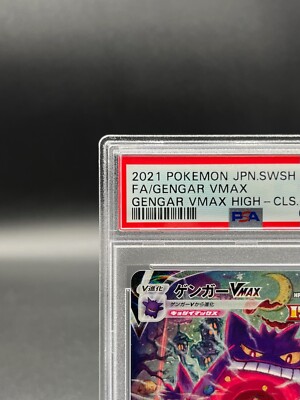 2021 POKEMON JPN.SWSH
FA/GENGAR VMAX
GENGAR VMAX HIGH-CLS.
PSA
V進化
ゲンガーVMAX
HP
ゲンガーVから進化
キョダイマックス